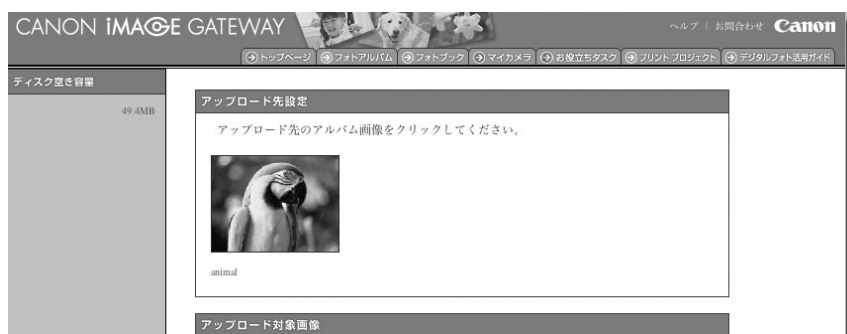 CANON iMAGE GATEWAY
ヘルプ | お問合わせ Canon
トップページ フォトアルバム フォトブック マイカメラ お役立ちタスク プリント プロジェクト デジタルフォト活用ガイド
ディスク空き容量
49.4MB
アップロード先設定
アップロード先のアルバム画像をクリックしてください。
animal
アップロード対象画像